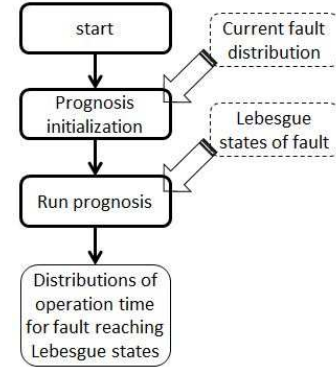 start
Current fault
distribution
Prognosis
initialization
Lebesgue
states of fault
Run prognosis
Distributions of
operation time
for fault reaching
Lebesgue states